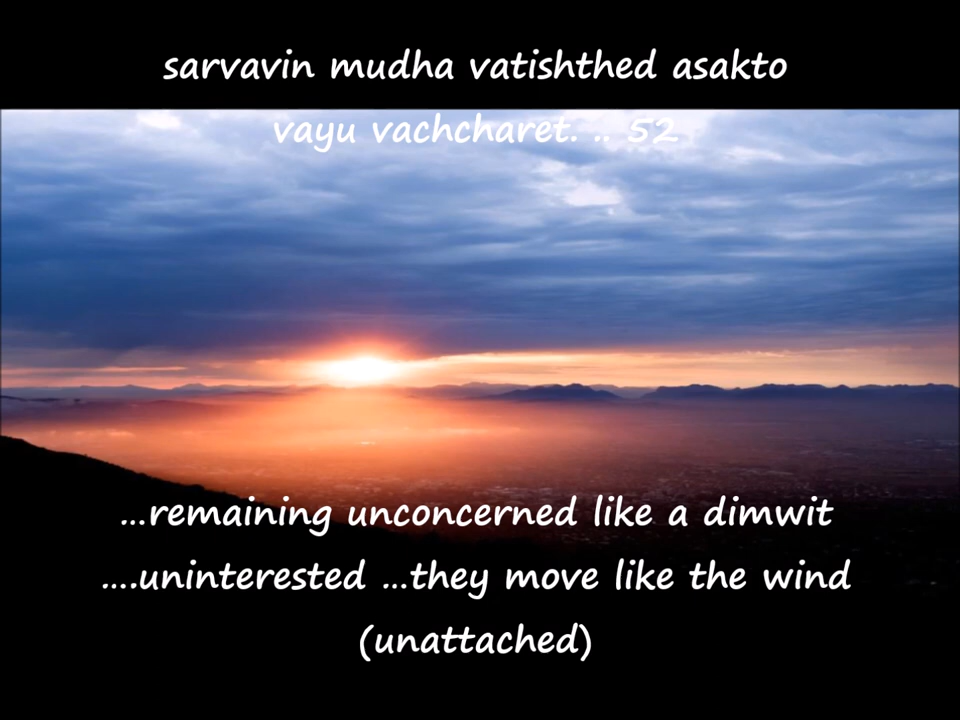 sarvavin mudha vatishthed asakto
vayu vachcharet. .. 52
...remaining unconcerned like a dimwit
....uninterested ...they move like the wind
(unattached)